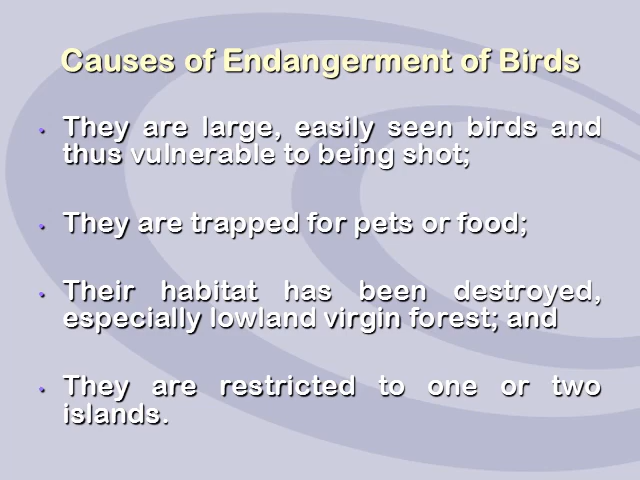 Causes of Endangerment of Birds
• They are large, easily seen birds and
thus vulnerable to being shot;
• They are trapped for pets or food;
• Their habitat has been destroyed,
especially lowland virgin forest; and
• They are restricted to one or two
islands.